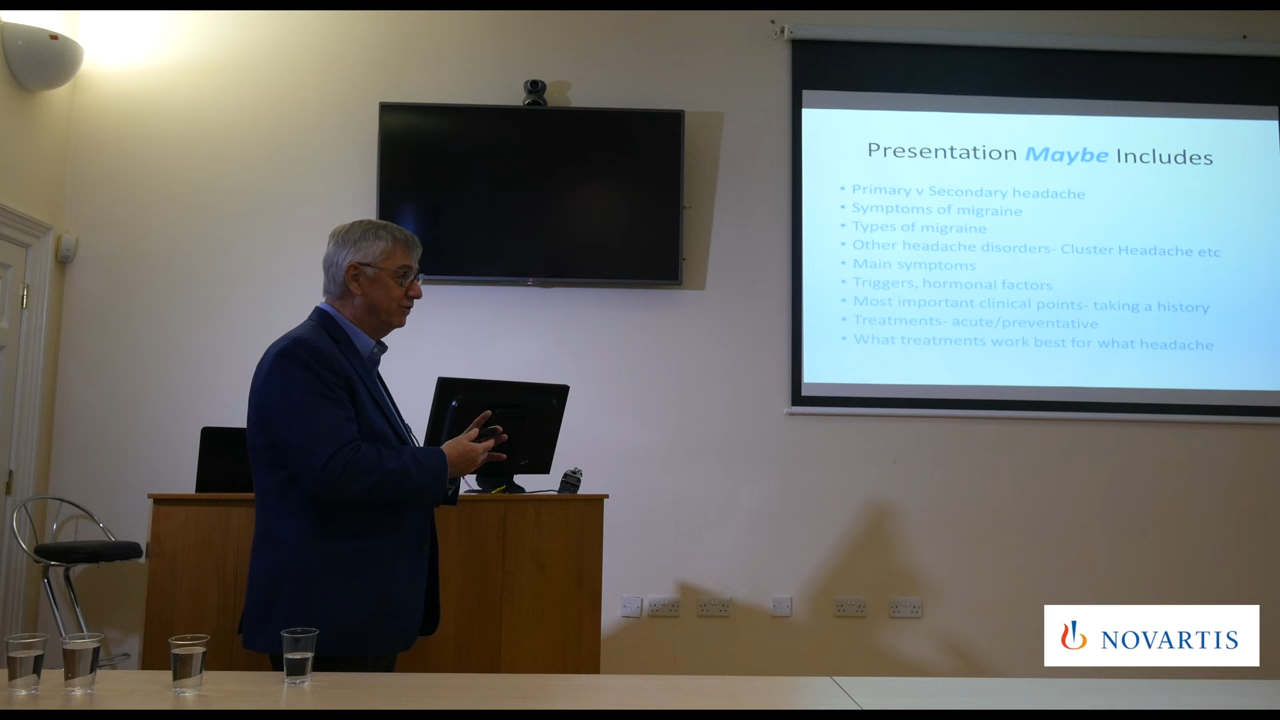 Presentation Maybe Includes
• Primary v Secondary headache
• Symptoms of migraine
• Types of migraine
• Other headache disorders- Cluster Headache etc
• Main symptoms
• Triggers, hormonal factors
• Most important clinical points- taking a history
• Treatments- acute/preventative
• What treatments work best for what headache
NOVARTIS